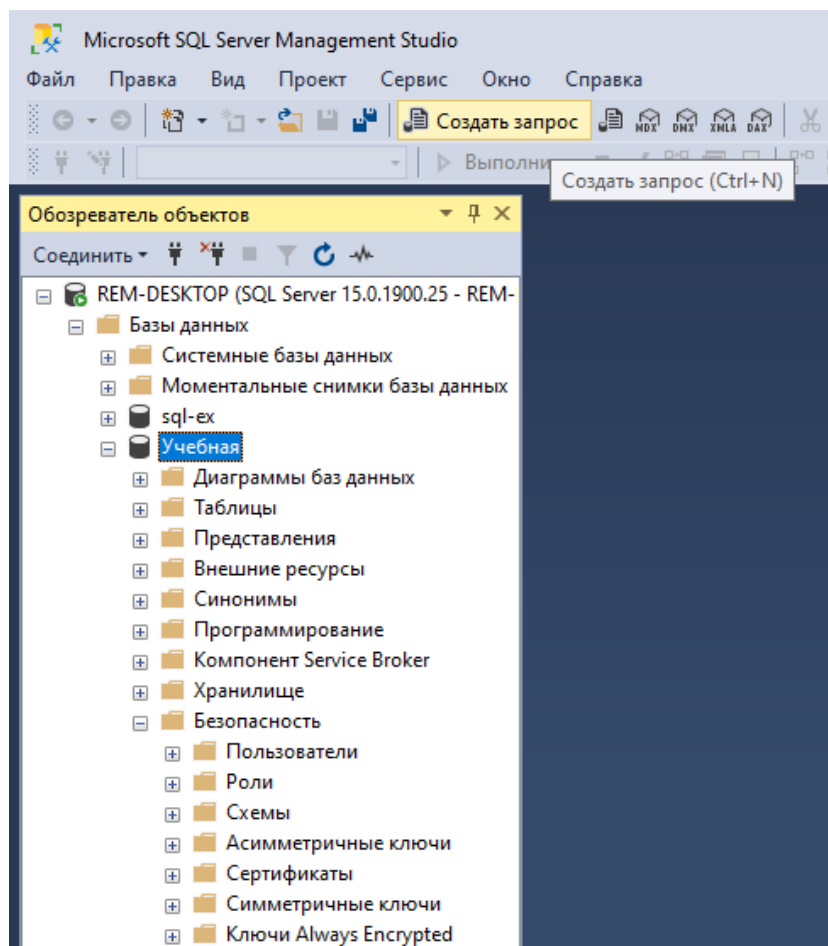 Microsoft SQL Server Management Studio
Файл Правка Вид Проект Сервис Окно Справка
Создать запрос MDX DMX XMLA DAX
Создать запрос (Ctrl+N)
Обозреватель объектов
Соединить
REM-DESKTOP (SQL Server 15.0.1900.25 - REM-
Базы данных
Системные базы данных
Моментальные снимки базы данных
sql-ex
Учебная
Диаграммы баз данных
Таблицы
Представления
Внешние ресурсы
Синонимы
Программирование
Компонент Service Broker
Хранилище
Безопасность
Пользователи
Роли
Схемы
Асимметричные ключи
Сертификаты
Симметричные ключи
Ключи Always Encrypted